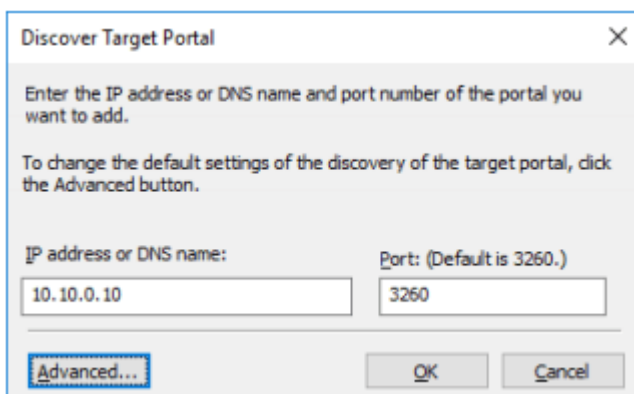 Discover Target Portal
Enter the IP address or DNS name and port number of the portal you
want to add.
To change the default settings of the discovery of the target portal, click
the Advanced button.
IP address or DNS name:
Port: (Default is 3260.)
10.10.0.10
3260
Advanced...
OK
Cancel